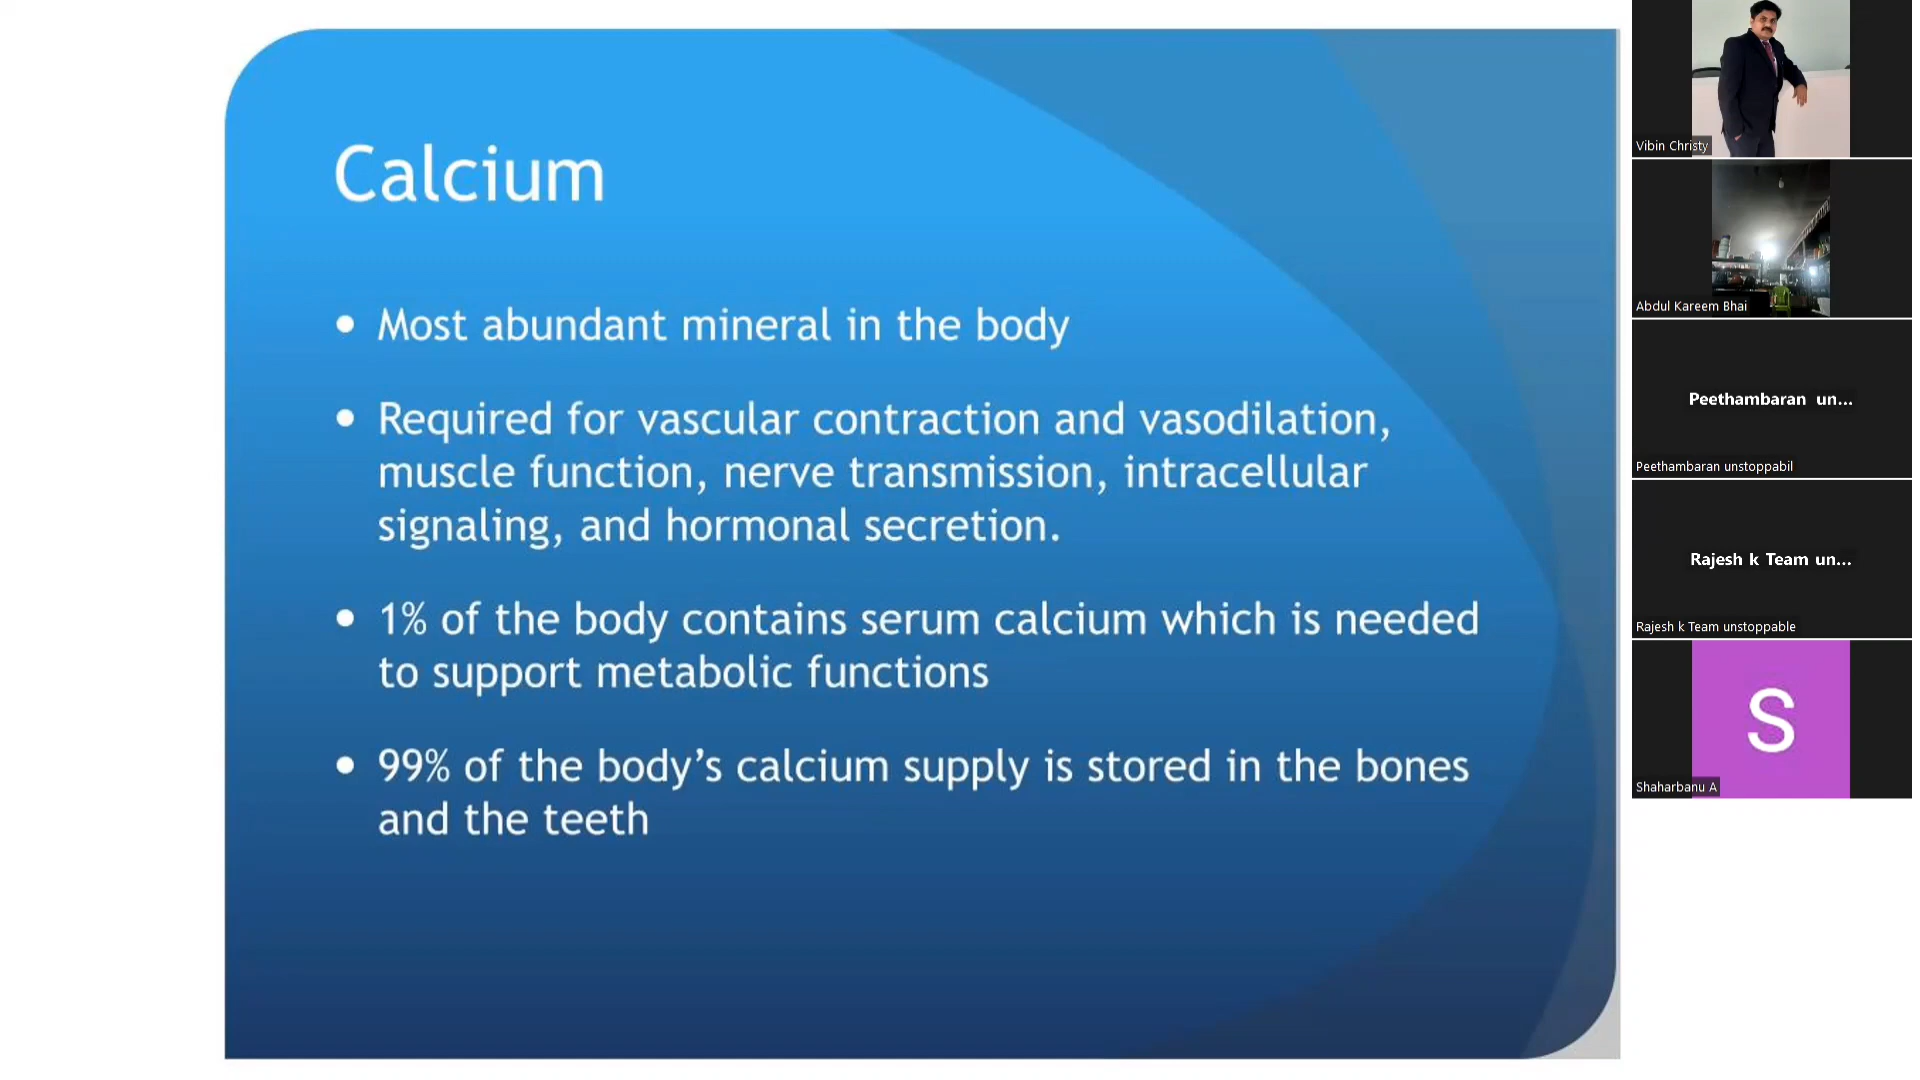 Calcium
• Most abundant mineral in the body
• Required for vascular contraction and vasodilation,
muscle function, nerve transmission, intracellular
signaling, and hormonal secretion.
• 1% of the body contains serum calcium which is needed
to support metabolic functions
• 99% of the body’s calcium supply is stored in the bones
and the teeth
Vibin Christy
Abdul Kareem Bhai
Peethambaran un...
Peethambaran unstoppabil
Rajesh k Team un...
Rajesh k Team unstoppable
S
Shaharbanu A